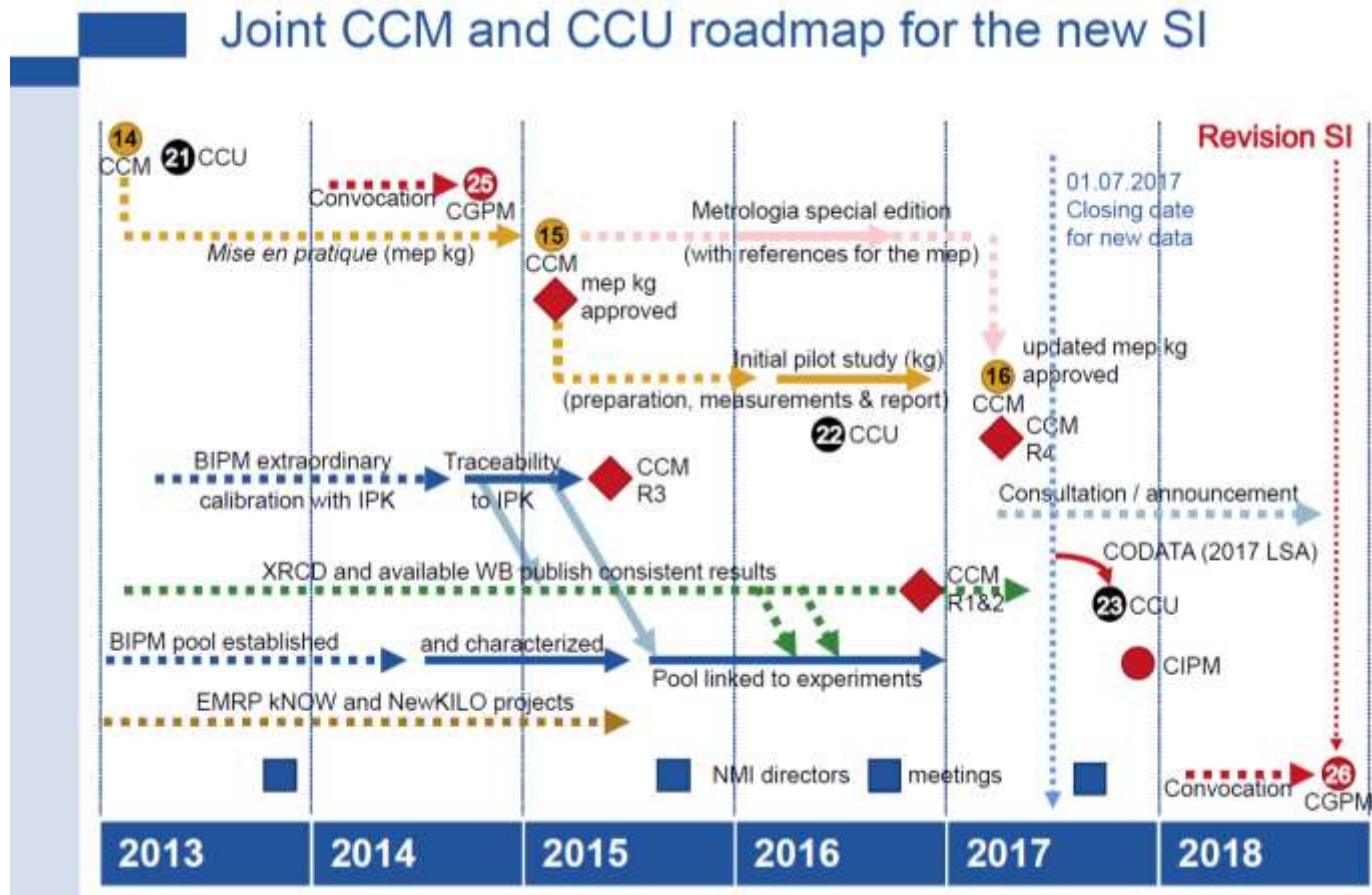 Joint CCM and CCU roadmap for the new SI
14
CCM
21 CCU
Convocation
25
CGPM
Revision SI
01.07.2017
Closing date
for new data
Mise en pratique (mep kg)
15
CCM
Metrologia special edition
(with references for the mep)
mep kg
approved
Initial pilot study (kg)
(preparation, measurements & report)
updated mep kg
approved
16
CCM
22 CCU
CCM
R4
BIPM extraordinary
calibration with IPK
Traceability
to IPK
CCM
R3
Consultation / announcement
CODATA (2017 LSA)
XRCD and available WB publish consistent results
CCM
R1&2
23 CCU
BIPM pool established
and characterized
Pool linked to experiments
CIPM
EMRP kNOW and NewKILO projects
NMI directors
meetings
Convocation
26
CGPM
2013
2014
2015
2016
2017
2018